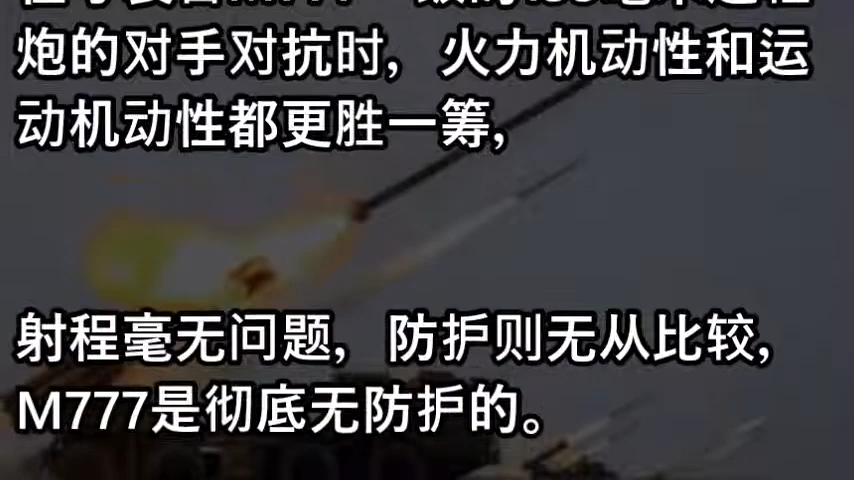 炮的对手对抗时，火力机动性和运
动机动性都更胜一筹，
射程毫无问题，防护则无从比较，
M777是彻底无防护的。